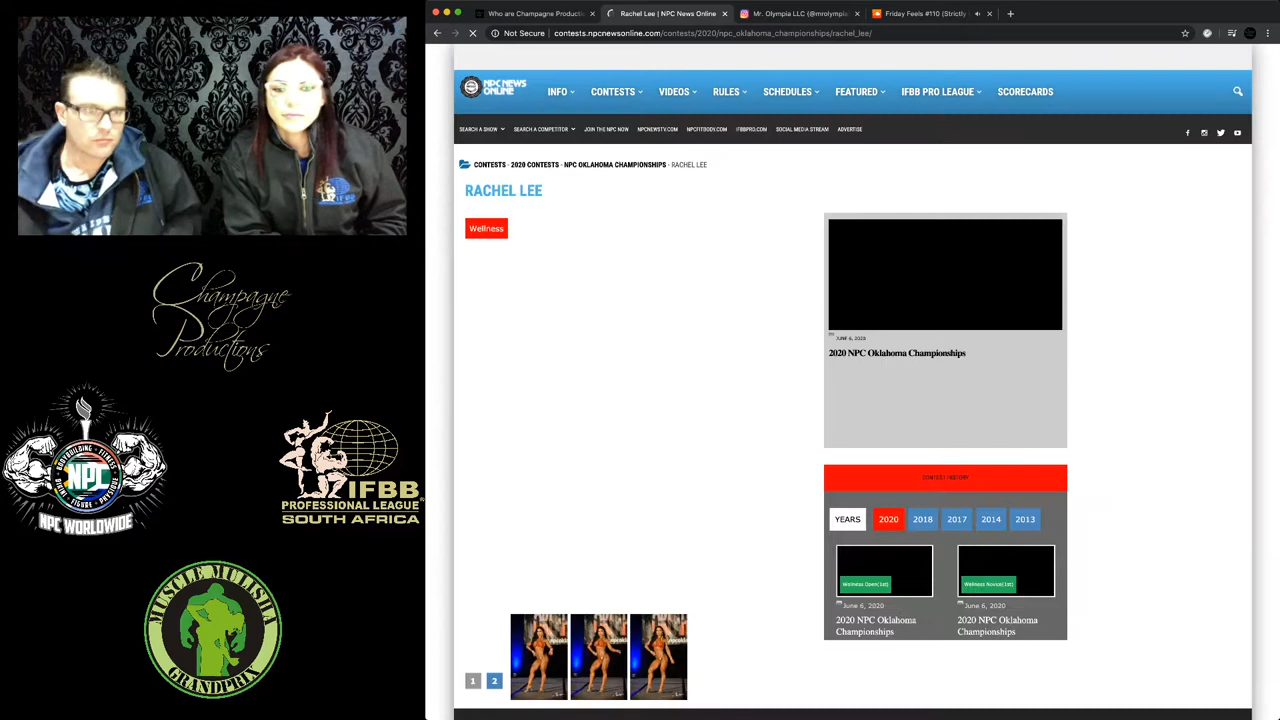 Who are Champagne Producti
Rachel Lee | NPC News Online
Mr. Olympia LLC (@mrolympia
Friday Feels #110 (Strictly
Not Secure | contests.npcnewsonline.com/contests/2020/npc_oklahoma_championships/rachel_lee/
NPC NEWS
ONLINE
INFO CONTESTS VIDEOS RULES SCHEDULES FEATURED IFBB PRO LEAGUE SCORECARDS
SEARCH A SHOW SEARCH A COMPETITOR JOIN THE NPC NOW NPCNEWSTV.COM NPCFITBODY.COM IFBBPRO.COM SOCIAL MEDIA STREAM ADVERTISE
CONTESTS - 2020 CONTESTS - NPC OKLAHOMA CHAMPIONSHIPS - RACHEL LEE
RACHEL LEE
Wellness
JUNE 6, 2020
2020 NPC Oklahoma Championships
CONTEST HISTORY
YEARS 2020 2018 2017 2014 2013
Wellness Open(1st) Wellness Novice(1st)
June 6, 2020 June 6, 2020
2020 NPC Oklahoma
Championships
2020 NPC Oklahoma
Championships
1 2
Champagne
Productions
BODYBUILDING · FITNESS
NPC
NPC WORLDWIDE
IFBB
PROFESSIONAL LEAGUE
SOUTH AFRICA
MUSCLE MULISHA
GRANDPRIX
IFBB